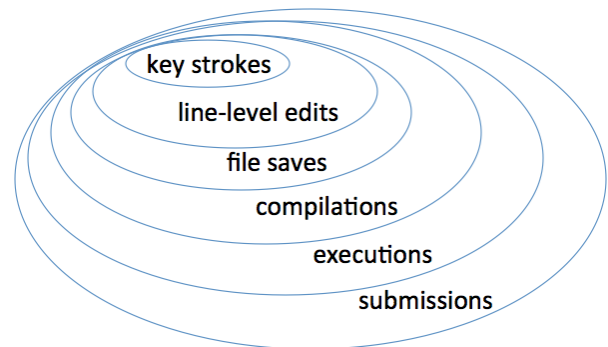 key strokes
line-level edits
file saves
compilations
executions
submissions